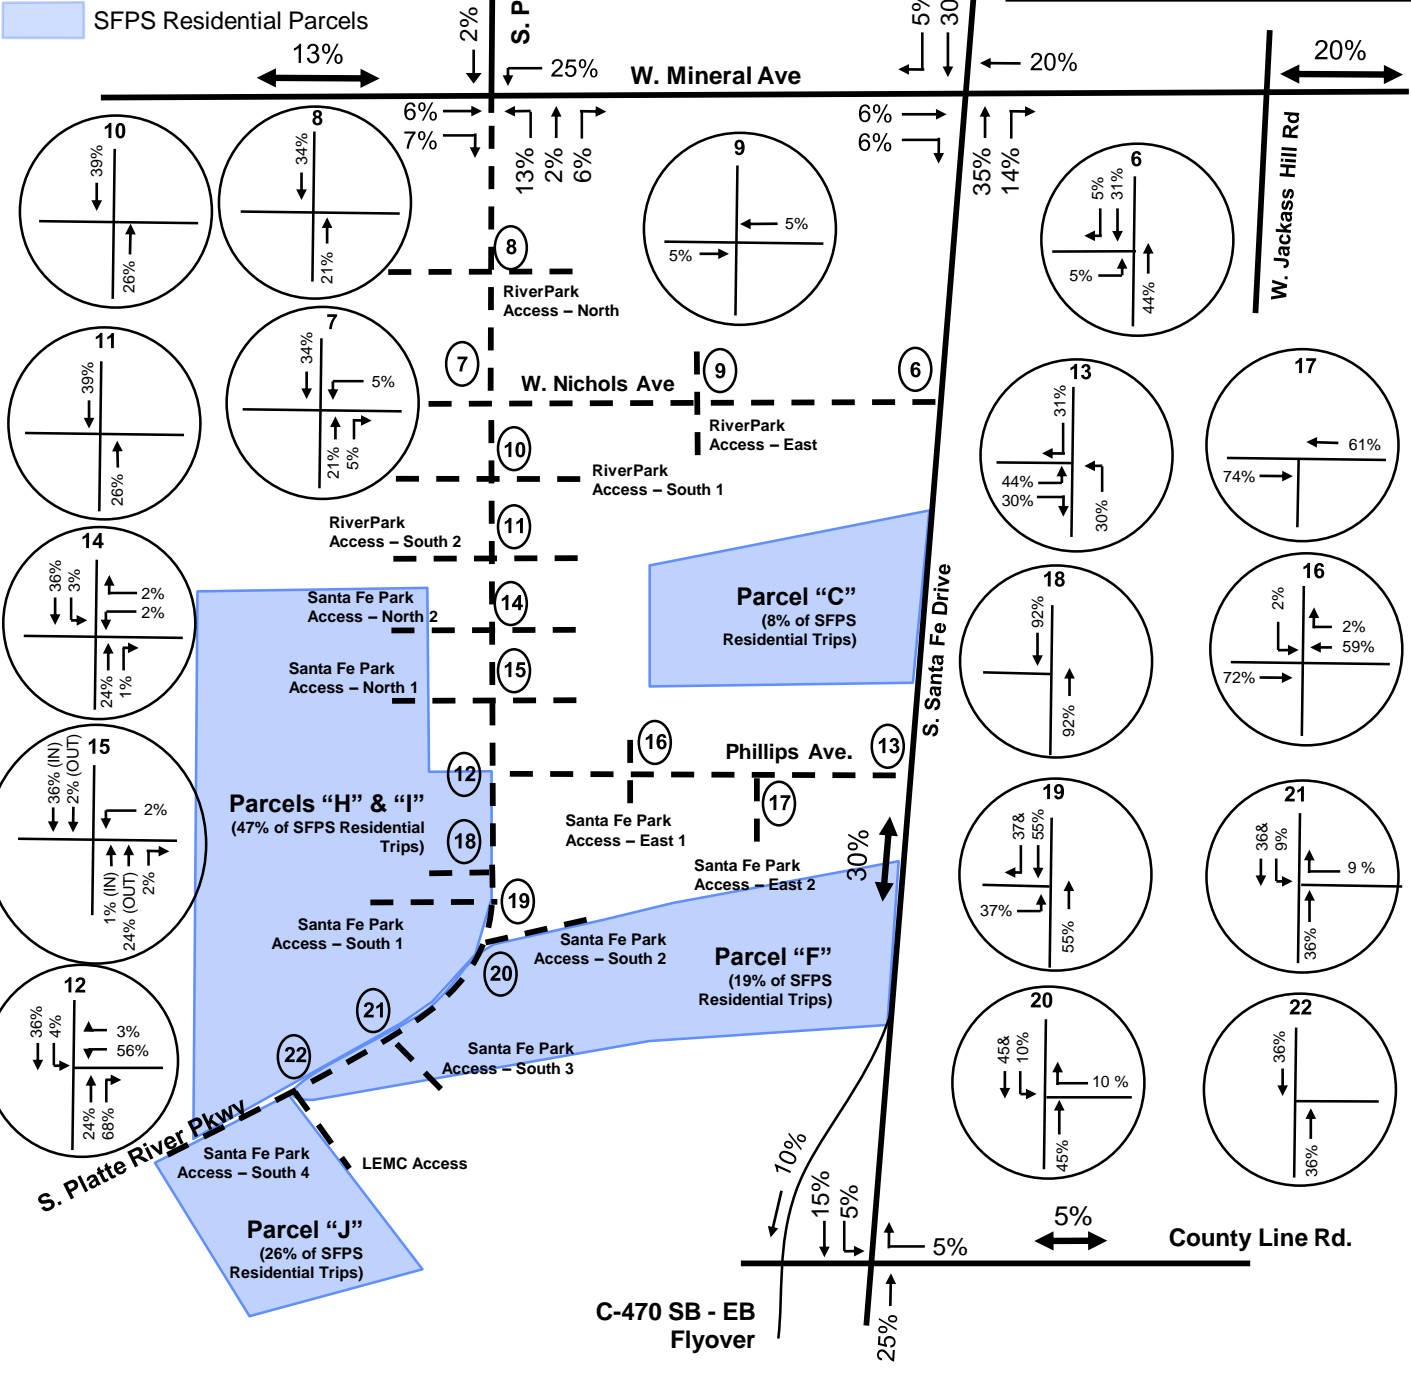 SFPS Residential Parcels
13%
2%
S. P
25%
W. Mineral Ave
5%
30
20%
20%
6%
7%
13%
2%
6%
6%
6%
35%
14%
W. Jackass Hill Rd
10
39%
26%
8
34%
21%
9
5%
5%
6
5%
31%
5%
44%
8
RiverPark
Access – North
11
39%
26%
7
34%
5%
21%
5%
7
W. Nichols Ave
9
6
RiverPark
Access – East
10
RiverPark
Access – South 1
RiverPark
Access – South 2
11
13
31%
44%
30%
30%
17
61%
74%
14
36%
3%
2%
2%
24%
1%
Santa Fe Park
Access – North 2
14
Santa Fe Park
Access – North 1
15
Parcel “C”
(8% of SFPS
Residential Trips)
S. Santa Fe Drive
18
92%
92%
16
2%
2%
59%
72%
15
36% (IN)
2% (OUT)
2%
1% (IN)
24% (OUT)
2%
12
16
Phillips Ave.
13
17
Parcels “H” & “I”
(47% of SFPS Residential
Trips)
18
Santa Fe Park
Access – East 1
Santa Fe Park
Access – East 2
30%
19
37&
55%
37%
55%
21
36&
9%
9 %
36%
19
Santa Fe Park
Access – South 1
Santa Fe Park
Access – South 2
20
Parcel “F”
(19% of SFPS
Residential Trips)
12
36%
4%
3%
56%
24%
68%
21
22
Santa Fe Park
Access – South 3
20
45&
10%
10 %
45%
22
36%
36%
S. Platte River Pkwy
Santa Fe Park
Access – South 4
LEMC Access
Parcel “J”
(26% of SFPS
Residential Trips)
10%
15%
5%
5%
5%
County Line Rd.
25%
C-470 SB - EB
Flyover